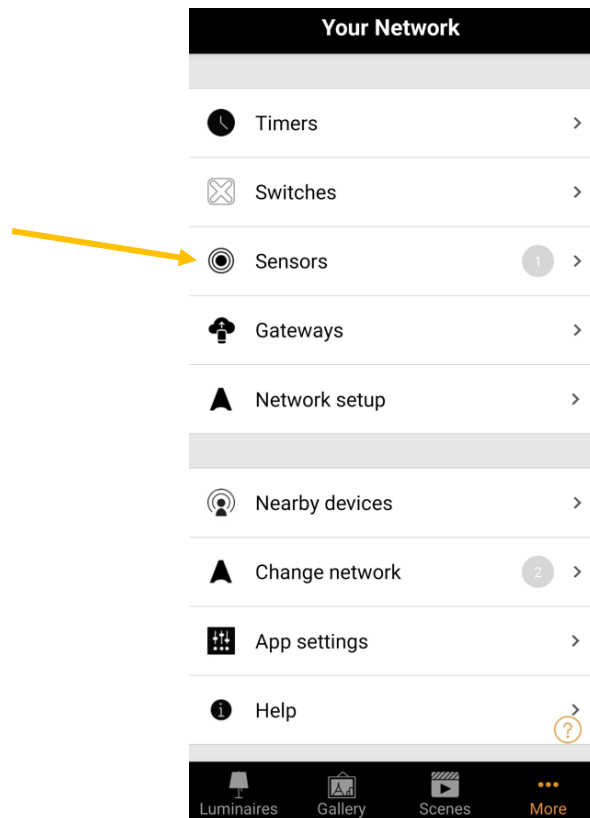 Your Network
Timers
Switches
Sensors 1
Gateways
Network setup
Nearby devices
Change network 2
App settings
Help
?
Luminaires Gallery Scenes More